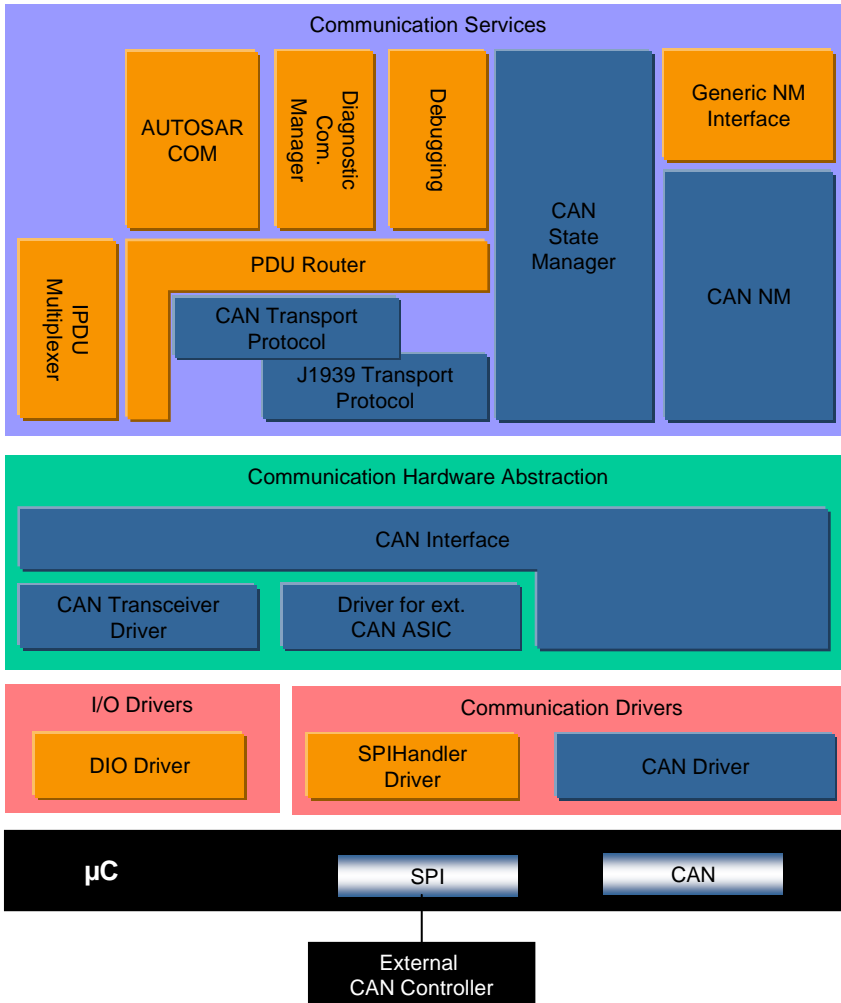 Communication Services
AUTOSAR
COM
Diagnostic
Com.
Manager
Debugging
CAN
State
Manager
Generic NM
Interface
CAN NM
IPDU
Multiplexer
PDU Router
CAN Transport
Protocol
J1939 Transport
Protocol
Communication Hardware Abstraction
CAN Interface
CAN Transceiver
Driver
Driver for ext.
CAN ASIC
I/O Drivers
DIO Driver
Communication Drivers
SPIHandler
Driver
CAN Driver
µC
SPI
CAN
External
CAN Controller